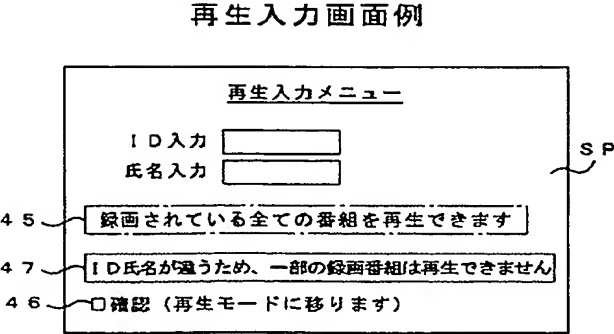 再生入力画面例
再生入力メニュー
ID入力
氏名入力
SP
45 録画されている全ての番組を再生できます
47 ID氏名が違うため、一部の録画番組は再生できません
46 口確認(再生モードに移ります)